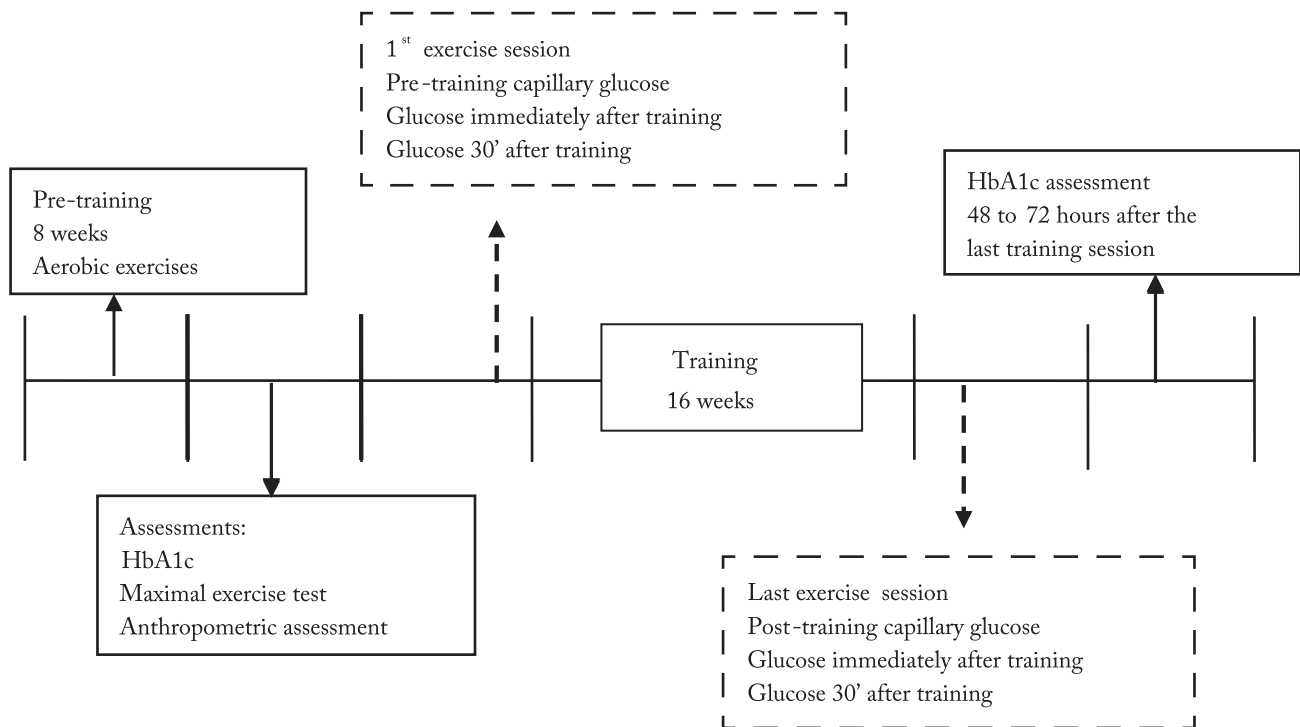 1st exercise session
Pre-training capillary glucose
Glucose immediately after training
Glucose 30’ after training
Pre-training
8 weeks
Aerobic exercises
HbA1c assessment
48 to 72 hours after the
last training session
Training
16 weeks
Assessments:
HbA1c
Maximal exercise test
Anthropometric assessment
Last exercise session
Post-training capillary glucose
Glucose immediately after training
Glucose 30’ after training